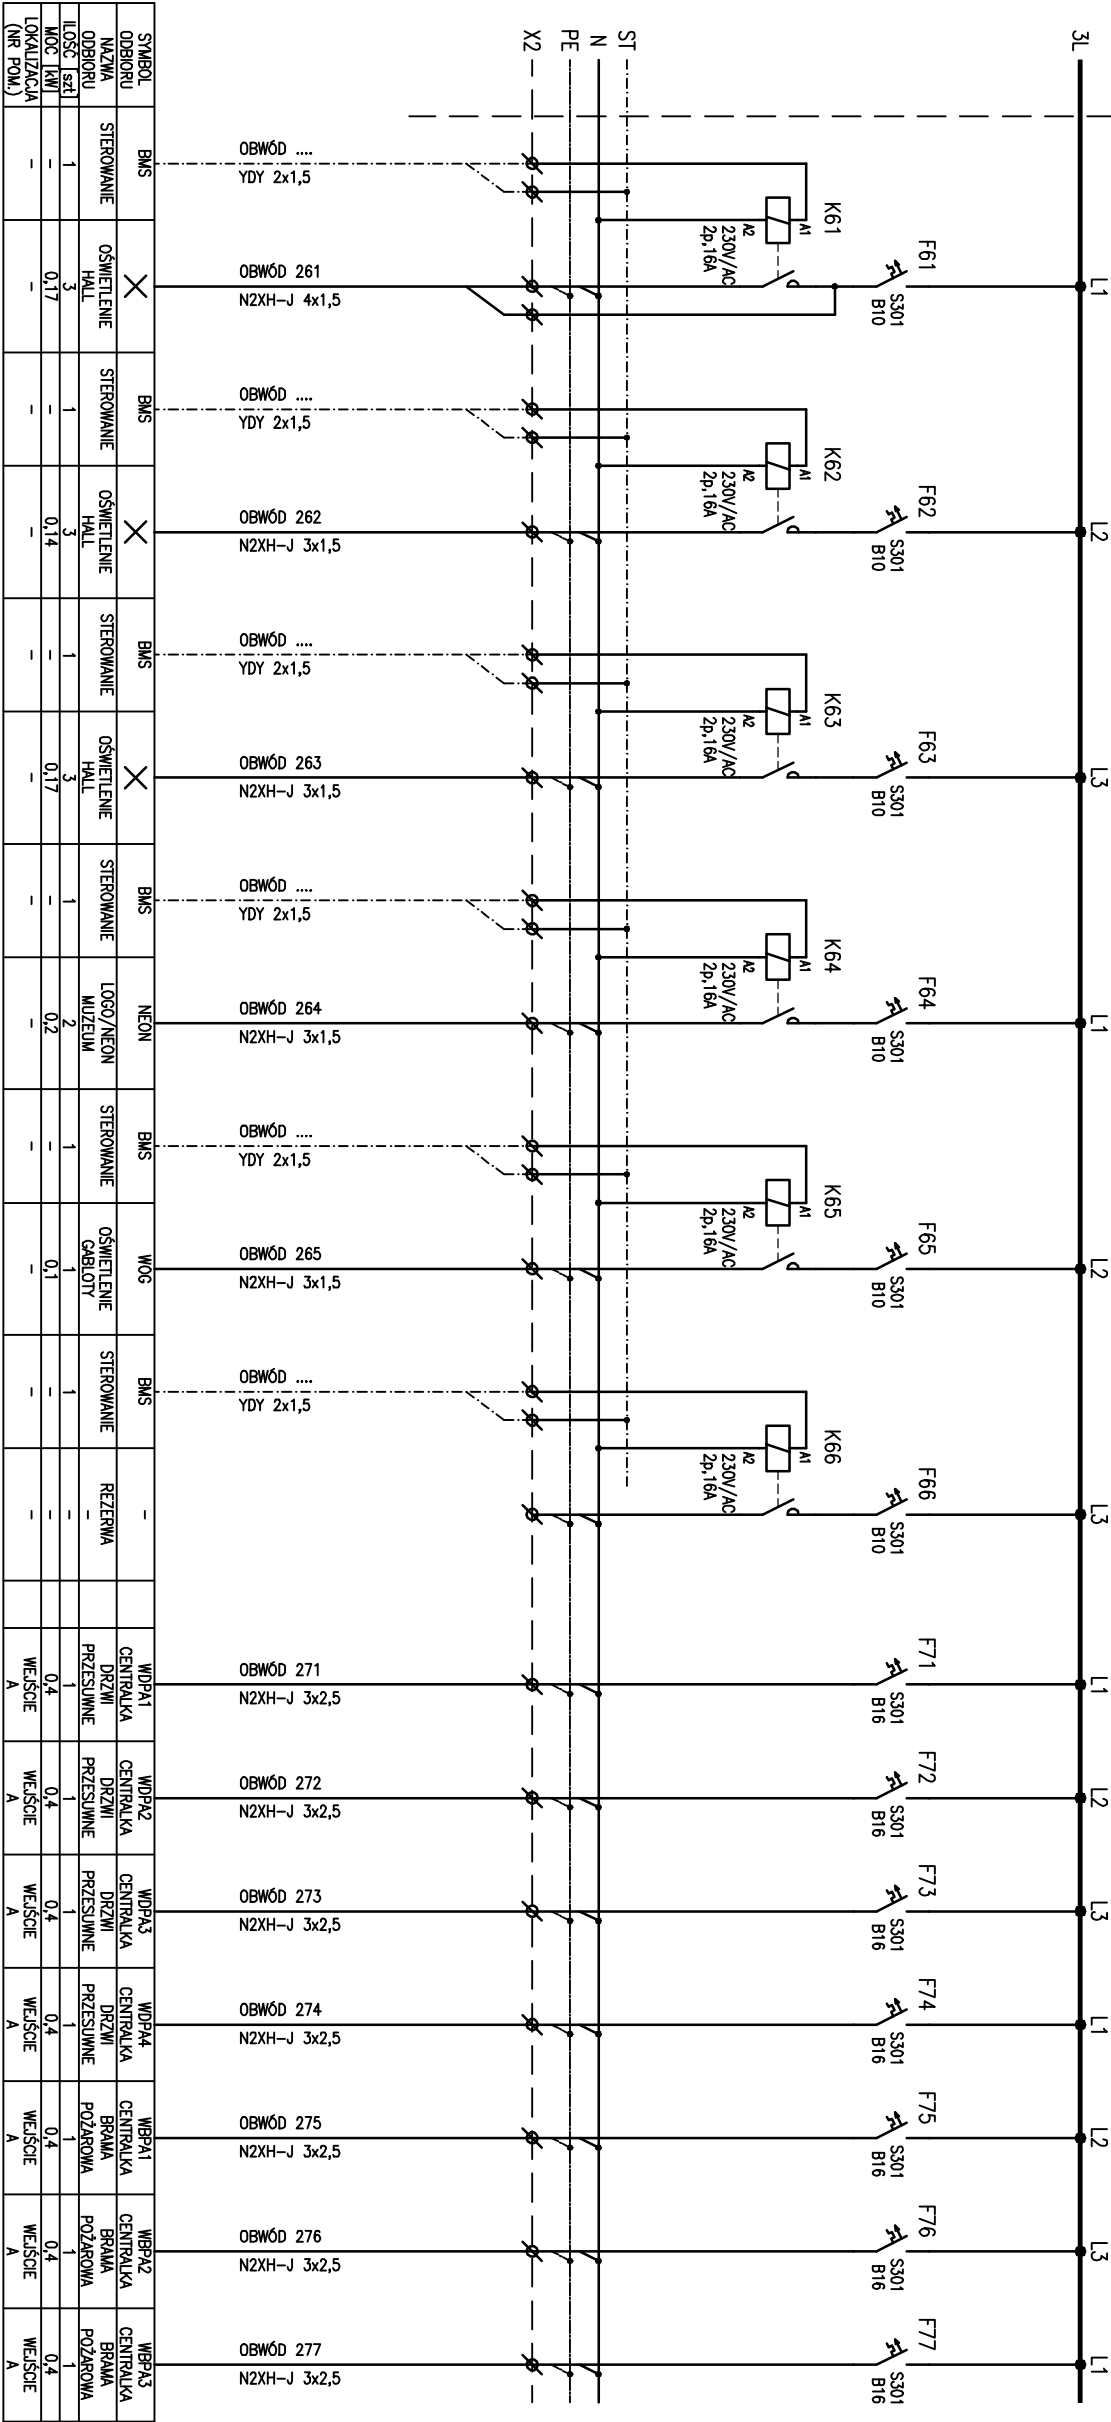 3L
L1
L2
L3
L1
L2
L3
L1
L2
L3
L1
L2
L3
L1
F61
S301
B10
F62
S301
B10
F63
S301
B10
F64
S301
B10
F65
S301
B10
F66
S301
B10
F71
S301
B16
F72
S301
B16
F73
S301
B16
F74
S301
B16
F75
S301
B16
F76
S301
B16
F77
S301
B16
K61
A1
A2
230V/AC
2p,16A
K62
A1
A2
230V/AC
2p,16A
K63
A1
A2
230V/AC
2p,16A
K64
A1
A2
230V/AC
2p,16A
K65
A1
A2
230V/AC
2p,16A
K66
A1
A2
230V/AC
2p,16A
ST
N
PE
X2
OBWÓD ....
YDY 2x1,5
OBWÓD 261
N2XH-J 4x1,5
OBWÓD ....
YDY 2x1,5
OBWÓD 262
N2XH-J 3x1,5
OBWÓD ....
YDY 2x1,5
OBWÓD 263
N2XH-J 3x1,5
OBWÓD ....
YDY 2x1,5
OBWÓD 264
N2XH-J 3x1,5
OBWÓD ....
YDY 2x1,5
OBWÓD 265
N2XH-J 3x1,5
OBWÓD ....
YDY 2x1,5
OBWÓD 271
N2XH-J 3x2,5
OBWÓD 272
N2XH-J 3x2,5
OBWÓD 273
N2XH-J 3x2,5
OBWÓD 274
N2XH-J 3x2,5
OBWÓD 275
N2XH-J 3x2,5
OBWÓD 276
N2XH-J 3x2,5
OBWÓD 277
N2XH-J 3x2,5
SYMBOL
ODBIORU
NAZWA
ODBIORU
ILOŚĆ [szt]
MOC [kW]
LOKALIZACJA
(NR POM.)
BMS
STEROWANIE
1
-
-
OŚWIETLENIE
HALL
3
0,17
-
BMS
STEROWANIE
1
-
-
OŚWIETLENIE
HALL
3
0,14
-
BMS
STEROWANIE
1
-
-
OŚWIETLENIE
HALL
3
0,17
-
BMS
STEROWANIE
1
-
-
NEON
LOGO/NEON
MUZEUM
2
0,2
-
BMS
STEROWANIE
1
-
-
WOG
OŚWIETLENIE
GABLOTY
1
0,1
-
BMS
STEROWANIE
1
-
-
-
REZERWA
-
-
-
-
WDPA1
CENTRALKA
DRZWI
PRZESUWNE
1
0,4
WEJŚCIE
A
WDPA2
CENTRALKA
DRZWI
PRZESUWNE
1
0,4
WEJŚCIE
A
WDPA3
CENTRALKA
DRZWI
PRZESUWNE
1
0,4
WEJŚCIE
A
WDPA4
CENTRALKA
DRZWI
PRZESUWNE
1
0,4
WEJŚCIE
A
WBPA1
CENTRALKA
BRAMA
POŻAROWA
1
0,4
WEJŚCIE
A
WBPA2
CENTRALKA
BRAMA
POŻAROWA
1
0,4
WEJŚCIE
A
WBPA3
CENTRALKA
BRAMA
POŻAROWA
1
0,4
WEJŚCIE
A